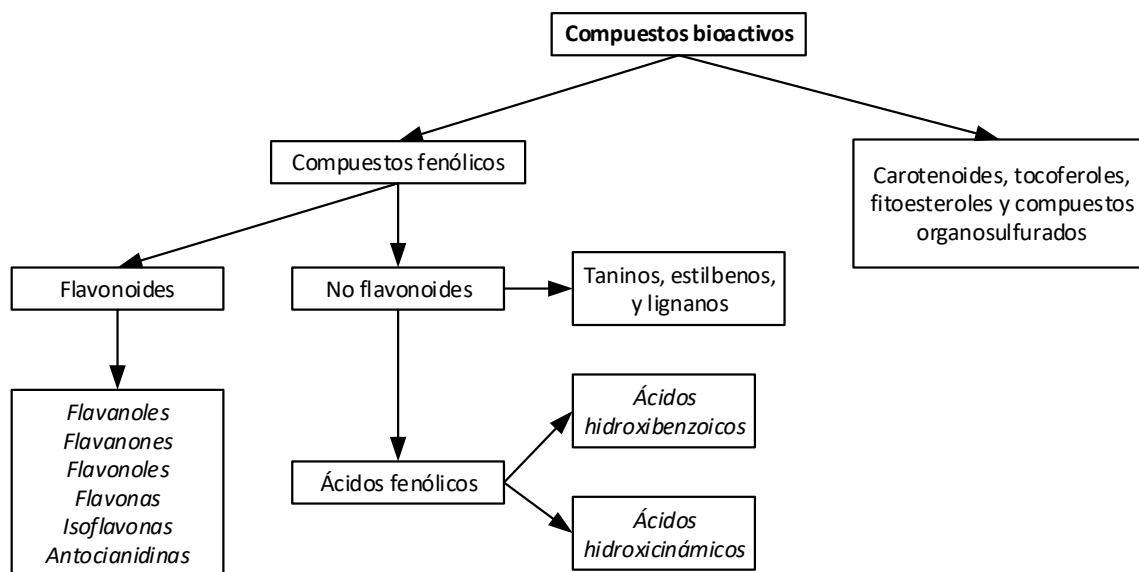 Compuestos bioactivos
Compuestos fenólicos
Carotenoides, tocoferoles,
fitoesteroles y compuestos
organosulfurados
Flavonoides
No flavonoides
Taninos, estilbenos,
y lignanos
Flavanoles
Flavanones
Flavonoles
Flavonas
Isoflavonas
Antocianidinas
Ácidos fenólicos
Ácidos
hidroxibenzoicos
Ácidos
hidroxicinámicos